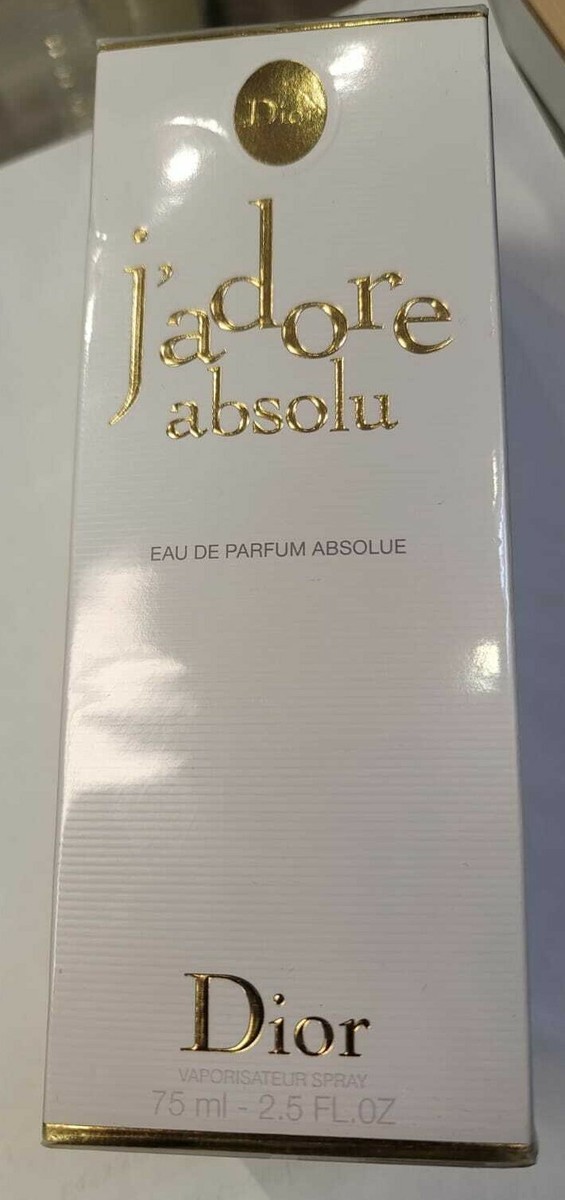 Dior
j'adore
absolu
EAU DE PARFUM ABSOLUE
Dior
VAPORISATEUR SPRAY
75 ml - 2.5 FL.OZ